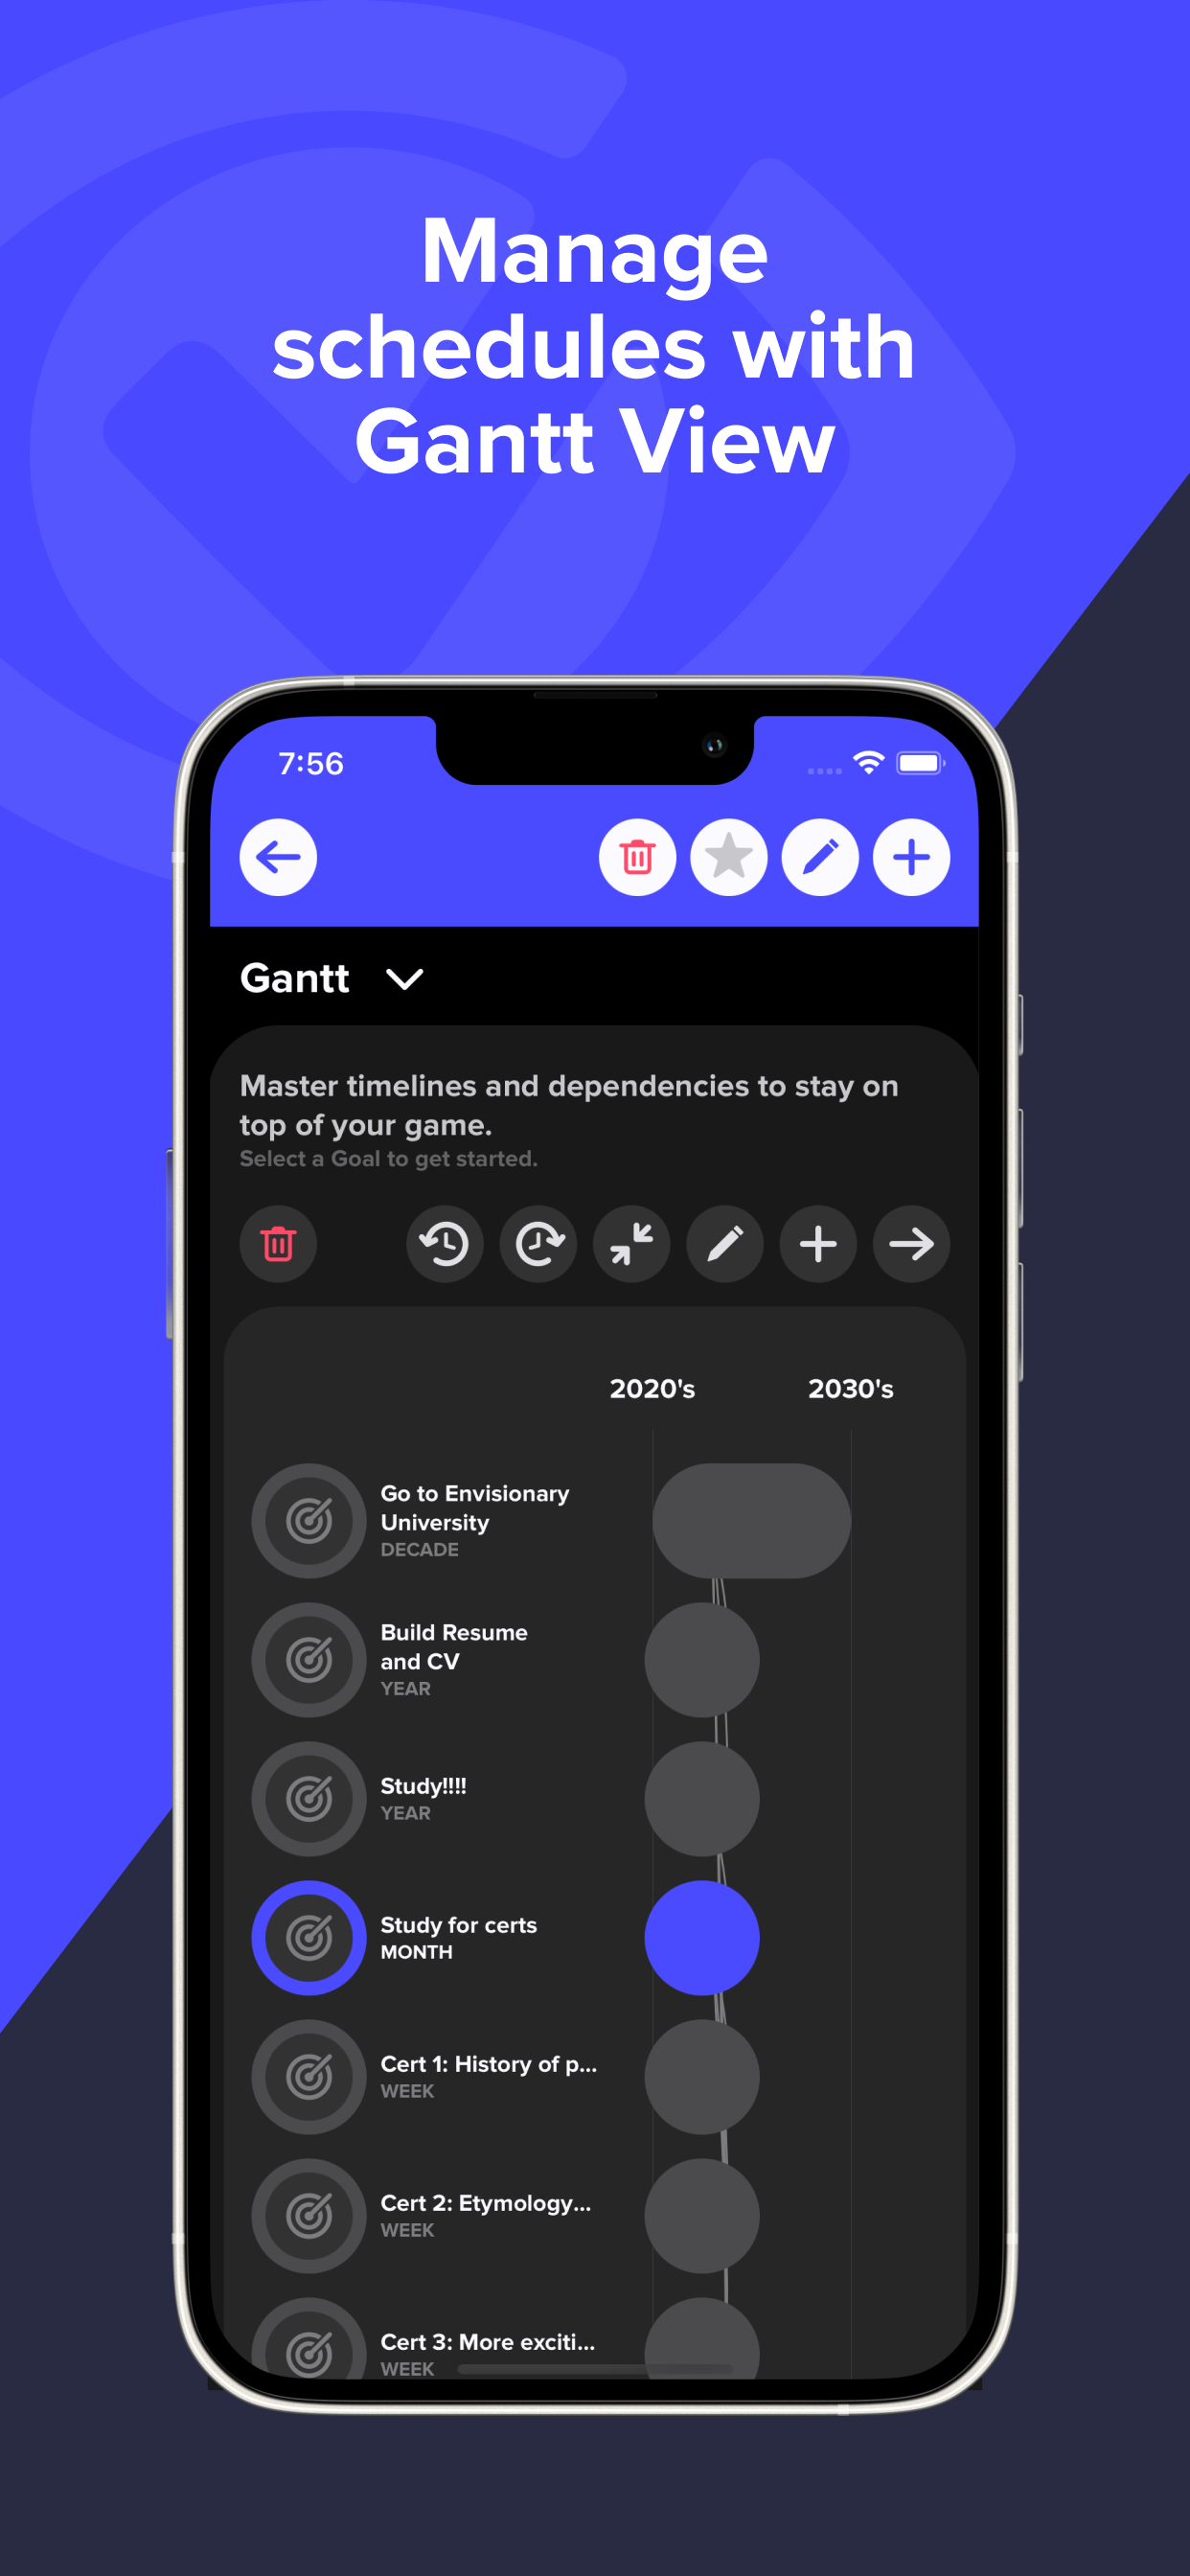 Manage
schedules with
Gantt View
7:56
Gantt
Master timelines and dependencies to stay on
top of your game.
Select a Goal to get started.
2020's 2030's
Go to Envisionary
University
DECADE
Build Resume
and CV
YEAR
Study!!!!
YEAR
Study for certs
MONTH
Cert 1: History of p...
WEEK
Cert 2: Etymology...
WEEK
Cert 3: More exciti...
WEEK